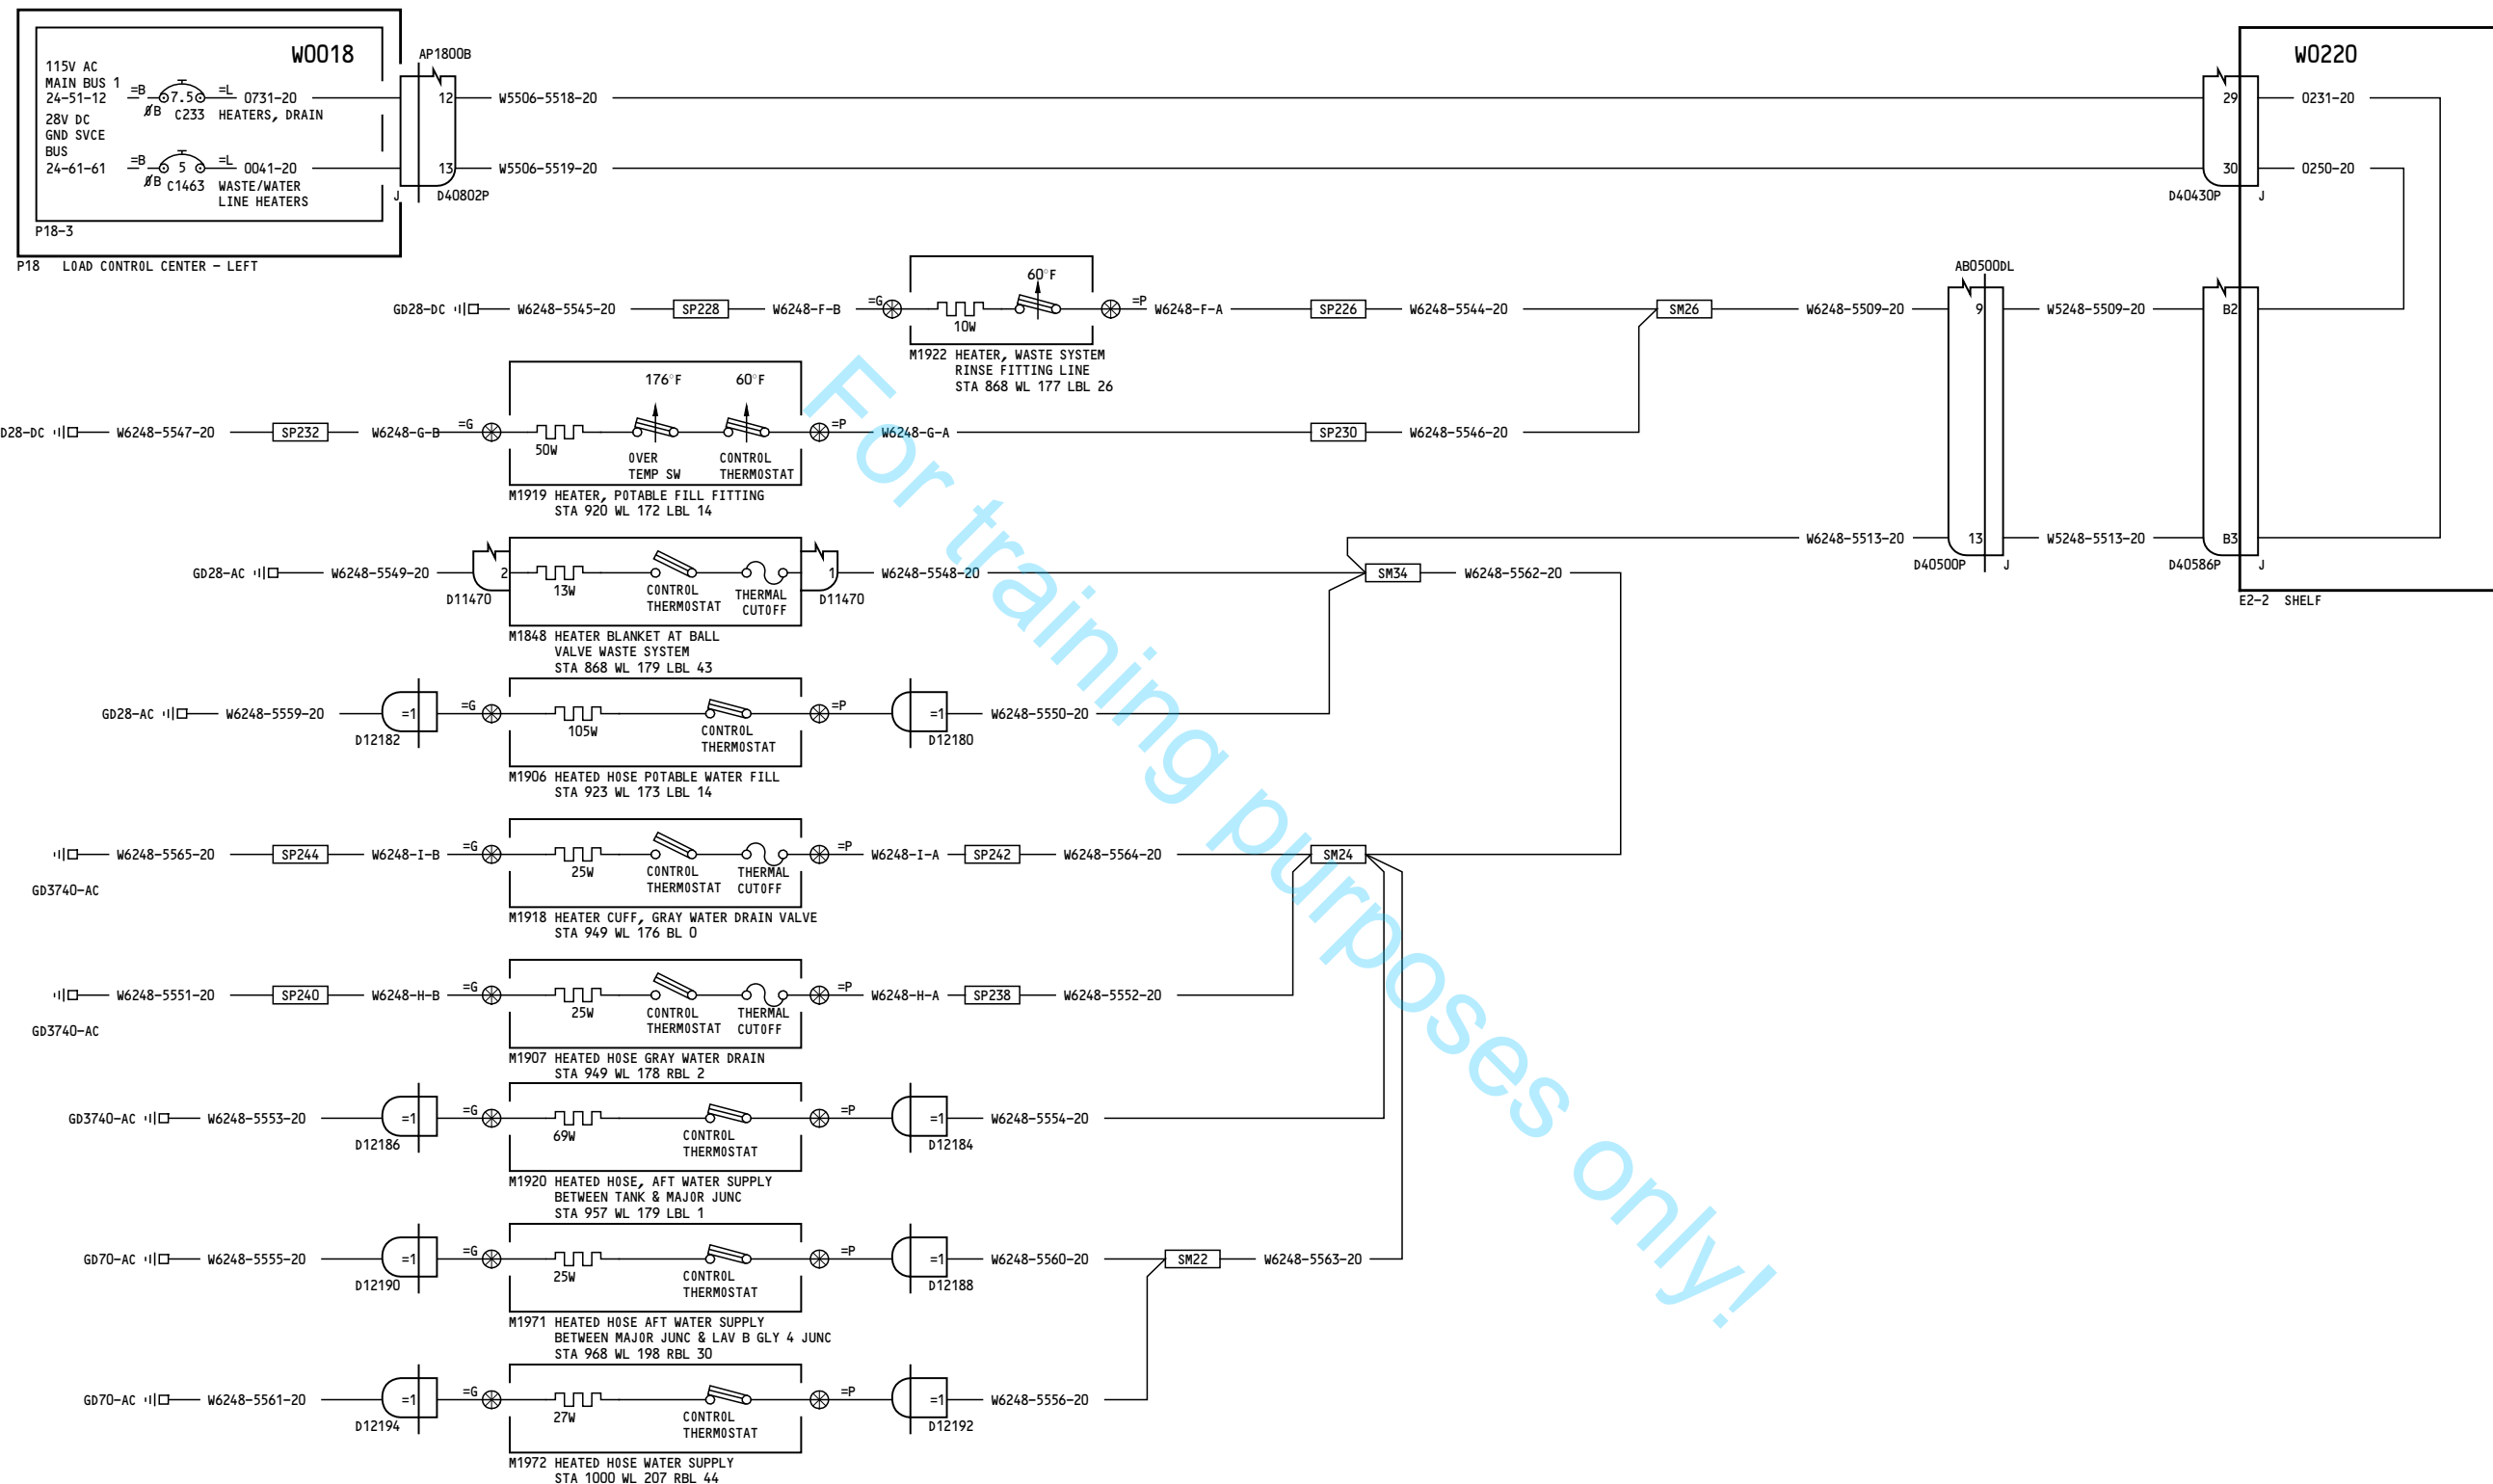 W0018
115V AC
MAIN BUS 1
24-51-12 =B 7.5 =L 0731-20
ØB C233 HEATERS, DRAIN
28V DC
GND SVCE
BUS
24-61-61 =B 5 =L 0041-20
ØB C1463 WASTE/WATER
LINE HEATERS
P18-3
P18 LOAD CONTROL CENTER - LEFT
AP1800B
12 W5506-5518-20
13 W5506-5519-20
J D40802P
W0220
29 0231-20
30 0250-20
D40430P J
GD28-DC W6248-5545-20 SP228 W6248-F-B =G 10W 60°F =P W6248-F-A SP226 W6248-5544-20 SM26 W6248-5509-20 9 W5248-5509-20 B2
AB0500DL
M1922 HEATER, WASTE SYSTEM
RINSE FITTING LINE
STA 868 WL 177 LBL 26
176°F 60°F
D28-DC W6248-5547-20 SP232 W6248-G-B =G 50W =P W6248-G-A SP230 W6248-5546-20
OVER
TEMP SW
CONTROL
THERMOSTAT
M1919 HEATER, POTABLE FILL FITTING
STA 920 WL 172 LBL 14
W6248-5513-20 13 W5248-5513-20 B3
D40500P J
D40586P J
E2-2 SHELF
GD28-AC W6248-5549-20 2 13W 1 W6248-5548-20 SM34 W6248-5562-20
D11470
CONTROL
THERMOSTAT
THERMAL
CUTOFF
D11470
M1848 HEATER BLANKET AT BALL
VALVE WASTE SYSTEM
STA 868 WL 179 LBL 43
GD28-AC W6248-5559-20 =1 =G 105W =P =1 W6248-5550-20
D12182
CONTROL
THERMOSTAT
D12180
M1906 HEATED HOSE POTABLE WATER FILL
STA 923 WL 173 LBL 14
W6248-5565-20 SP244 W6248-I-B =G 25W =P W6248-I-A SP242 W6248-5564-20 SM24
GD3740-AC
CONTROL
THERMOSTAT
THERMAL
CUTOFF
M1918 HEATER CUFF, GRAY WATER DRAIN VALVE
STA 949 WL 176 BL 0
W6248-5551-20 SP240 W6248-H-B =G 25W =P W6248-H-A SP238 W6248-5552-20
GD3740-AC
CONTROL
THERMOSTAT
THERMAL
CUTOFF
M1907 HEATED HOSE GRAY WATER DRAIN
STA 949 WL 178 RBL 2
GD3740-AC W6248-5553-20 =1 =G 69W =P =1 W6248-5554-20
D12186
CONTROL
THERMOSTAT
D12184
M1920 HEATED HOSE, AFT WATER SUPPLY
BETWEEN TANK & MAJOR JUNC
STA 957 WL 179 LBL 1
GD70-AC W6248-5555-20 =1 =G 25W =P =1 W6248-5560-20 SM22 W6248-5563-20
D12190
CONTROL
THERMOSTAT
D12188
M1971 HEATED HOSE AFT WATER SUPPLY
BETWEEN MAJOR JUNC & LAV B GLY 4 JUNC
STA 968 WL 198 RBL 30
GD70-AC W6248-5561-20 =1 =G 27W =P =1 W6248-5556-20
D12194
CONTROL
THERMOSTAT
D12192
M1972 HEATED HOSE WATER SUPPLY
STA 1000 WL 207 RBL 44
For training purposes only!